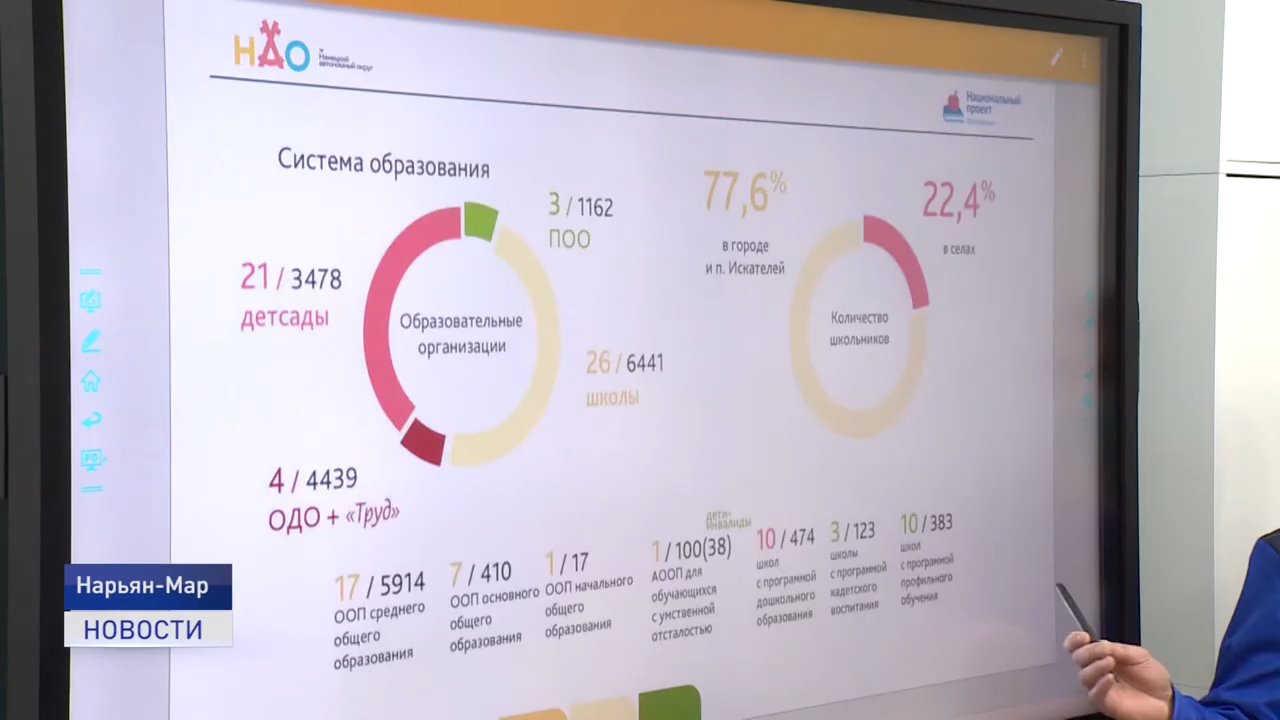 НДО
Ненецкий
автономный округ
Национальный
проект
Система образования
3 / 1162
ПОО
21 / 3478
детсады
Образовательные
организации
26 / 6441
школы
4 / 4439
ОДО + «Труд»
77,6%
в городе
и п. Искателей
22,4%
в селах
Количество
школьников
17 / 5914
ООП среднего
общего
образования
7 / 410
ООП основного
общего
образования
1 / 17
ООП начального
общего
образования
дети-
инвалиды
1 / 100(38)
АООП для
обучающихся
с умственной
отсталостью
10 / 474
школ
с программой
дошкольного
образования
3 / 123
школы
с программой
кадетского
воспитания
10 / 383
школ
с программой
профильного
обучения
Нарьян-Мар
НОВОСТИ